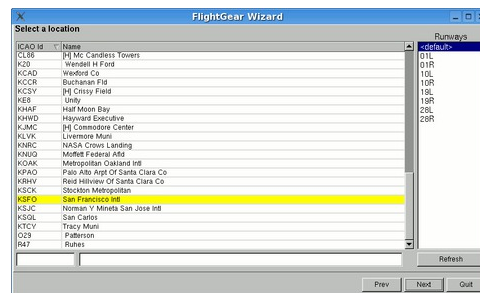 FlightGear Wizard
Select a location
ICAO Id Name
CL86 [H] Mc Candless Towers
K20 Wendell H Ford
KCAD Wexford Co
KCCR Buchanan Fld
KCSY [H] Crissy Field
KE8 Unity
KHAF Half Moon Bay
KHWD Hayward Executive
KJMC [H] Commodore Center
KLVK Livermore Muni
KNRC NASA Crows Landing
KNUQ Moffett Federal Afld
KOAK Metropolitan Oakland Intl
KPAO Palo Alto Arpt Of Santa Clara Co
KRHV Reid Hillview Of Santa Clara Co
KSCK Stockton Metropolitan
KSFO San Francisco Intl
KSJC Norman Y Mineta San Jose Intl
KSQL San Carlos
KTCY Tracy Muni
O29 Patterson
R47 Ruhes
Runways
<default>
01L
01R
10L
10R
19L
19R
28L
28R
Refresh
Prev Next Quit